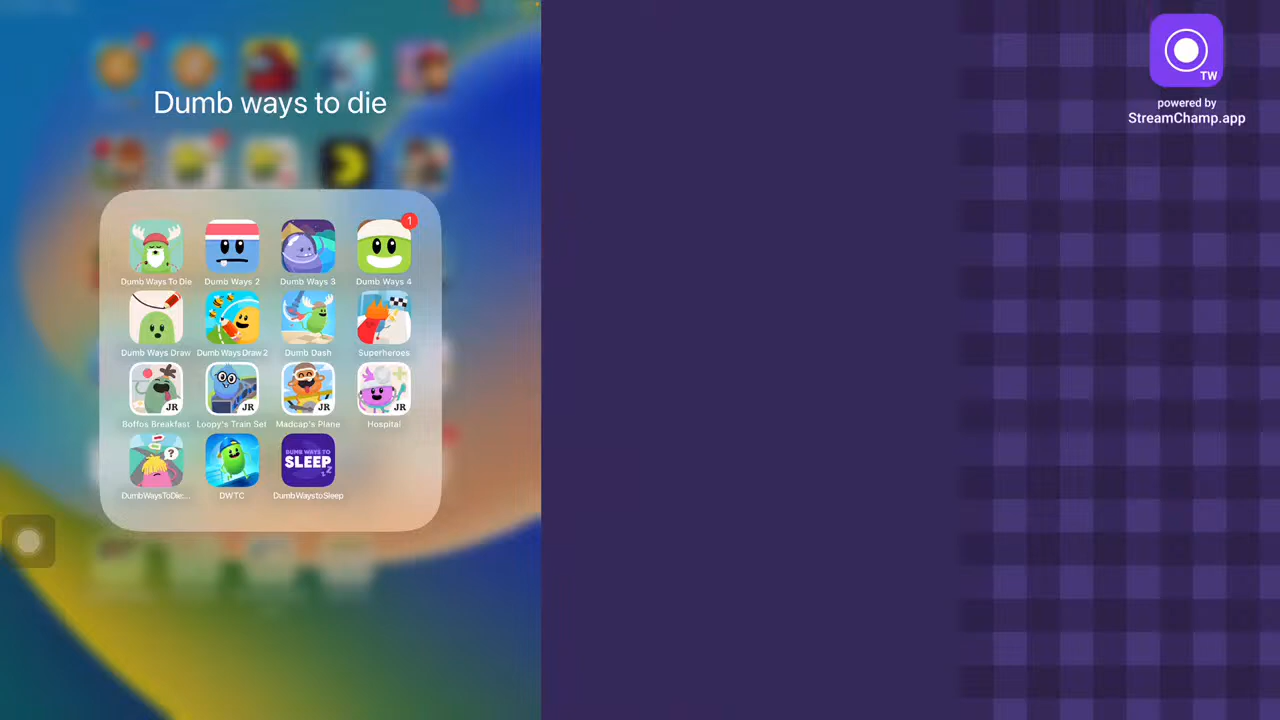 Dumb ways to die
TW
powered by
StreamChamp.app
1
Dumb Ways To Die
Dumb Ways 2
Dumb Ways 3
Dumb Ways 4
Dumb Ways Draw
Dumb Ways Draw 2
Dumb Dash
Superheroes
JR
JR
JR
JR
Boffos Breakfast
Loopy's Train Set
Madcap's Plane
Hospital
?
DUMB WAYS TO
SLEEP
ZZ
DumbWaysToDie...
DWTC
DumbWaystoSleep